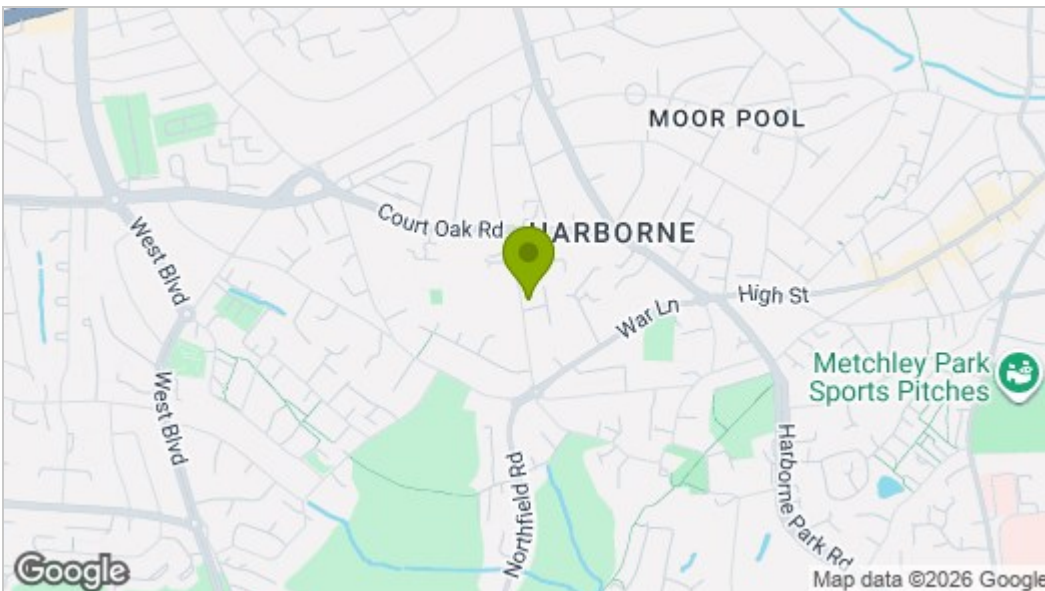 MOOR POOL
Court Oak Rd
HARBORNE
West Blvd
High St
War Ln
Metchley Park
Sports Pitches
West Blvd
Harborne Park Rd
Northfield Rd
Google
Map data ©2026 Google